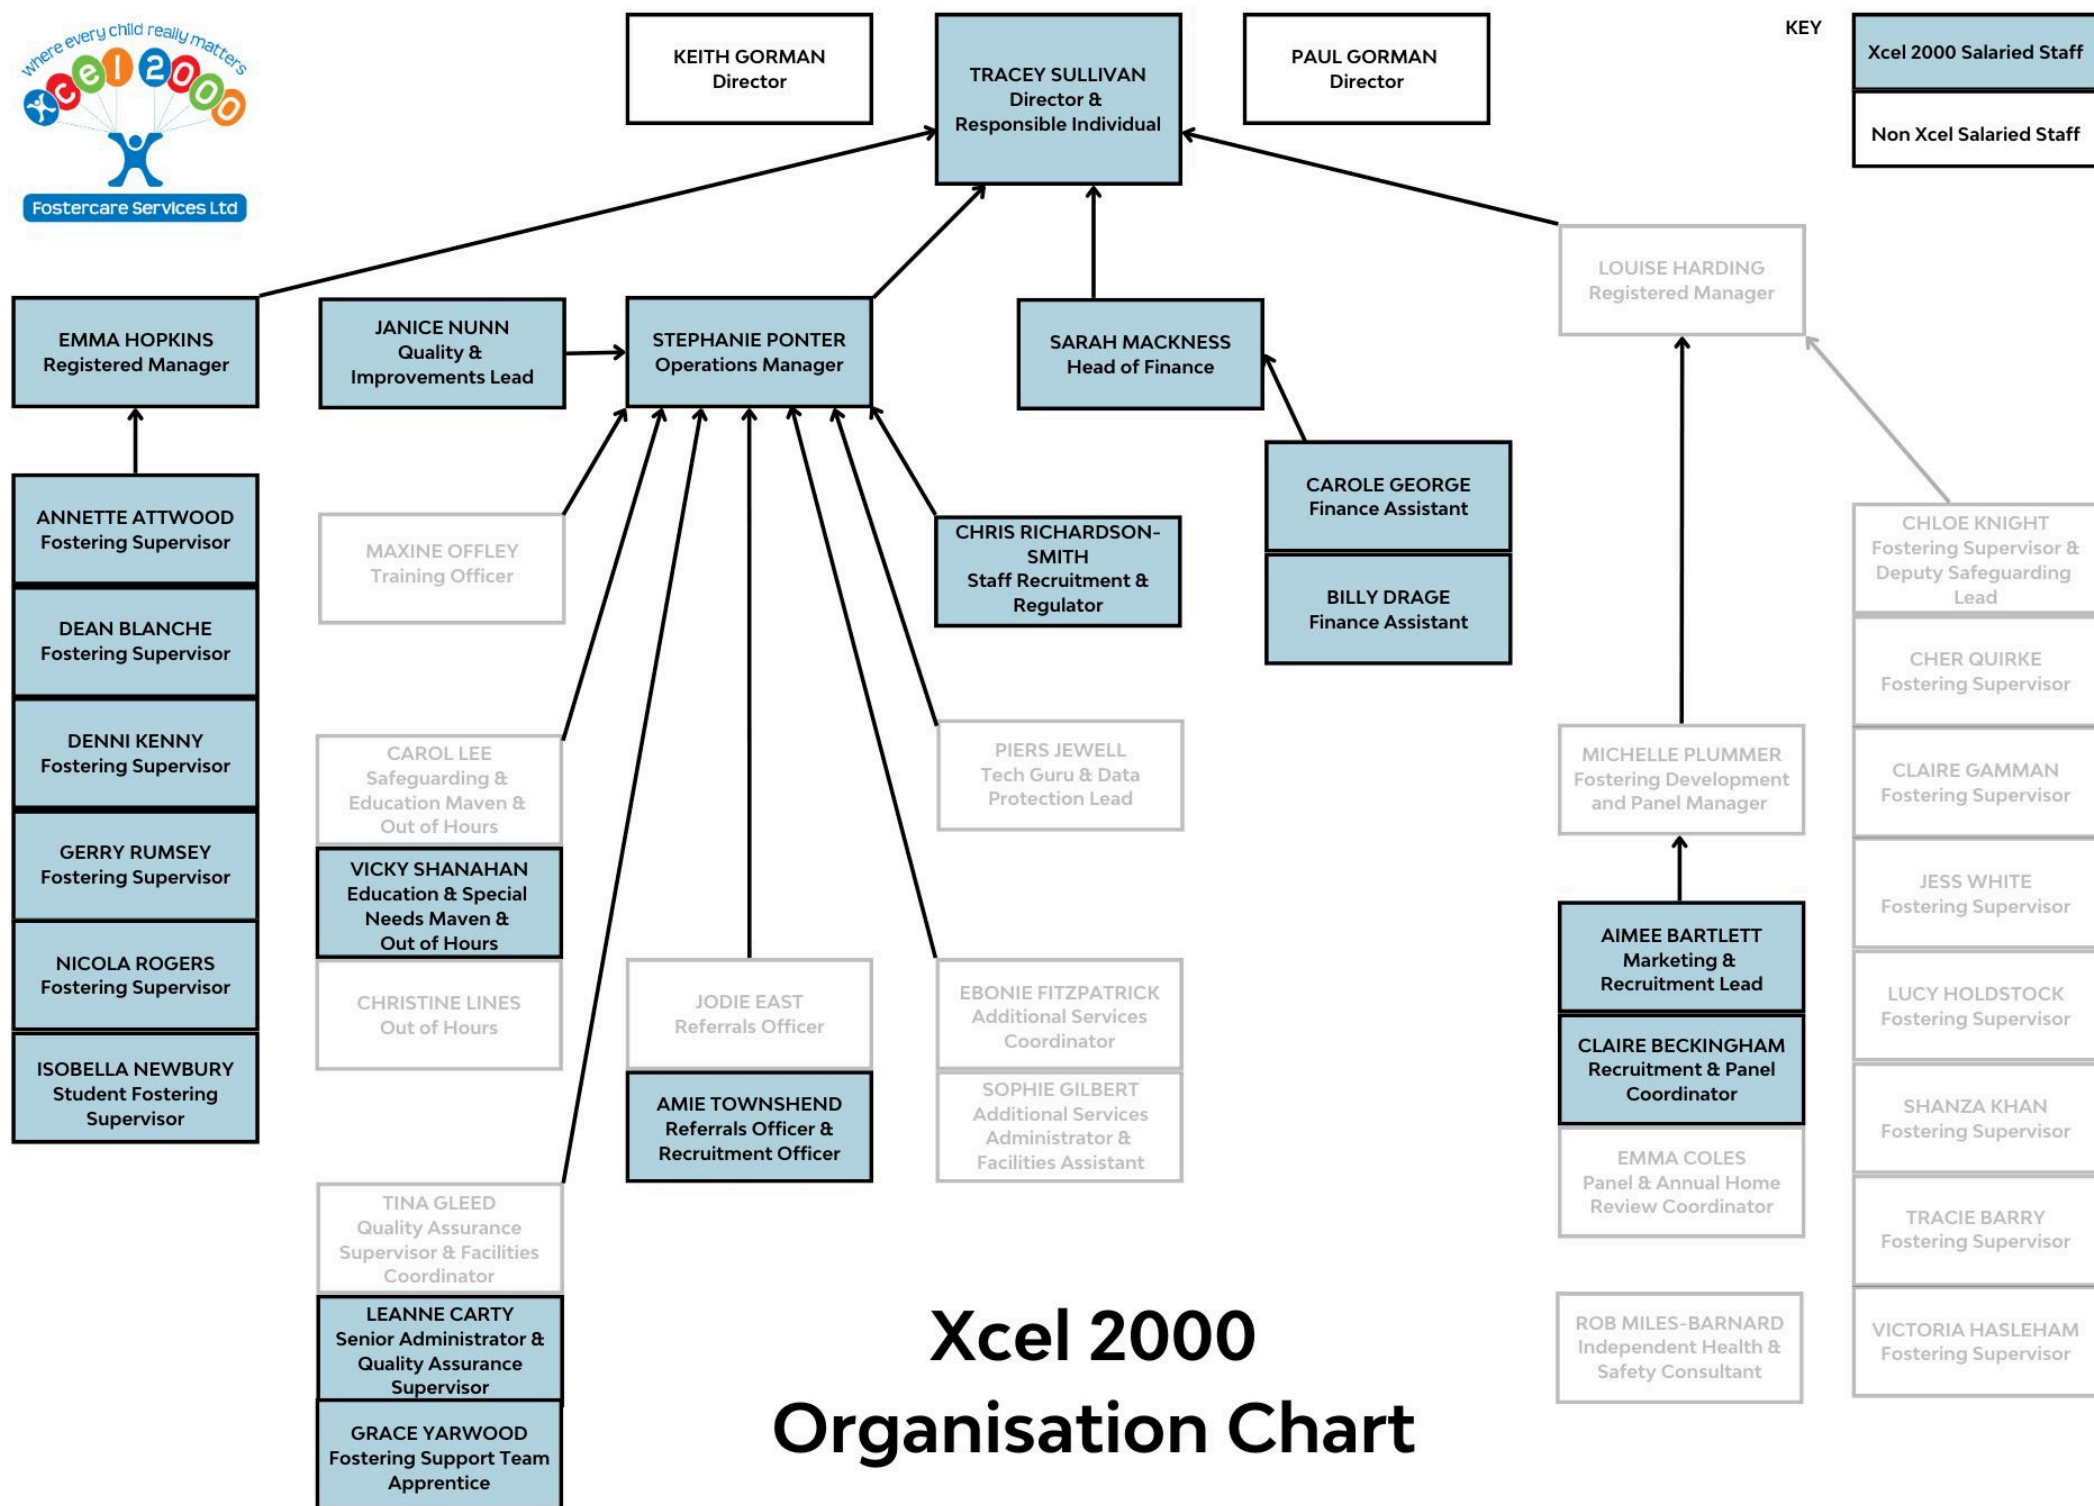 where every child really matters
xcel 2000
Fostercare Services Ltd
KEITH GORMAN
Director
TRACEY SULLIVAN
Director &
Responsible Individual
PAUL GORMAN
Director
KEY
Xcel 2000 Salaried Staff
Non Xcel Salaried Staff
LOUISE HARDING
Registered Manager
EMMA HOPKINS
Registered Manager
JANICE NUNN
Quality &
Improvements Lead
STEPHANIE PONTER
Operations Manager
SARAH MACKNESS
Head of Finance
CAROLE GEORGE
Finance Assistant
BILLY DRAGE
Finance Assistant
ANNETTE ATTWOOD
Fostering Supervisor
DEAN BLANCHE
Fostering Supervisor
DENNI KENNY
Fostering Supervisor
GERRY RUMSEY
Fostering Supervisor
NICOLA ROGERS
Fostering Supervisor
ISOBELLA NEWBURY
Student Fostering
Supervisor
MAXINE OFFLEY
Training Officer
CAROL LEE
Safeguarding &
Education Maven &
Out of Hours
VICKY SHANAHAN
Education & Special
Needs Maven &
Out of Hours
CHRISTINE LINES
Out of Hours
TINA GLEED
Quality Assurance
Supervisor & Facilities
Coordinator
LEANNE CARTY
Senior Administrator &
Quality Assurance
Supervisor
GRACE YARWOOD
Fostering Support Team
Apprentice
JODIE EAST
Referrals Officer
AMIE TOWNSHEND
Referrals Officer &
Recruitment Officer
CHRIS RICHARDSON-
SMITH
Staff Recruitment &
Regulator
PIERS JEWELL
Tech Guru & Data
Protection Lead
EBONIE FITZPATRICK
Additional Services
Coordinator
SOPHIE GILBERT
Additional Services
Administrator &
Facilities Assistant
MICHELLE PLUMMER
Fostering Development
and Panel Manager
AIMEE BARTLETT
Marketing &
Recruitment Lead
CLAIRE BECKINGHAM
Recruitment & Panel
Coordinator
EMMA COLES
Panel & Annual Home
Review Coordinator
ROB MILES-BARNARD
Independent Health &
Safety Consultant
CHLOE KNIGHT
Fostering Supervisor &
Deputy Safeguarding
Lead
CHER QUIRKE
Fostering Supervisor
CLAIRE GAMMAN
Fostering Supervisor
JESS WHITE
Fostering Supervisor
LUCY HOLDSTOCK
Fostering Supervisor
SHANZA KHAN
Fostering Supervisor
TRACIE BARRY
Fostering Supervisor
VICTORIA HASLEHAM
Fostering Supervisor
Xcel 2000
Organisation Chart